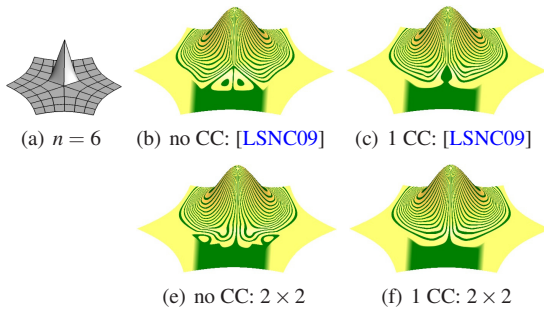 (a) n = 6
(b) no CC: [LSNC09]
(c) 1 CC: [LSNC09]
(e) no CC: 2 × 2
(f) 1 CC: 2 × 2